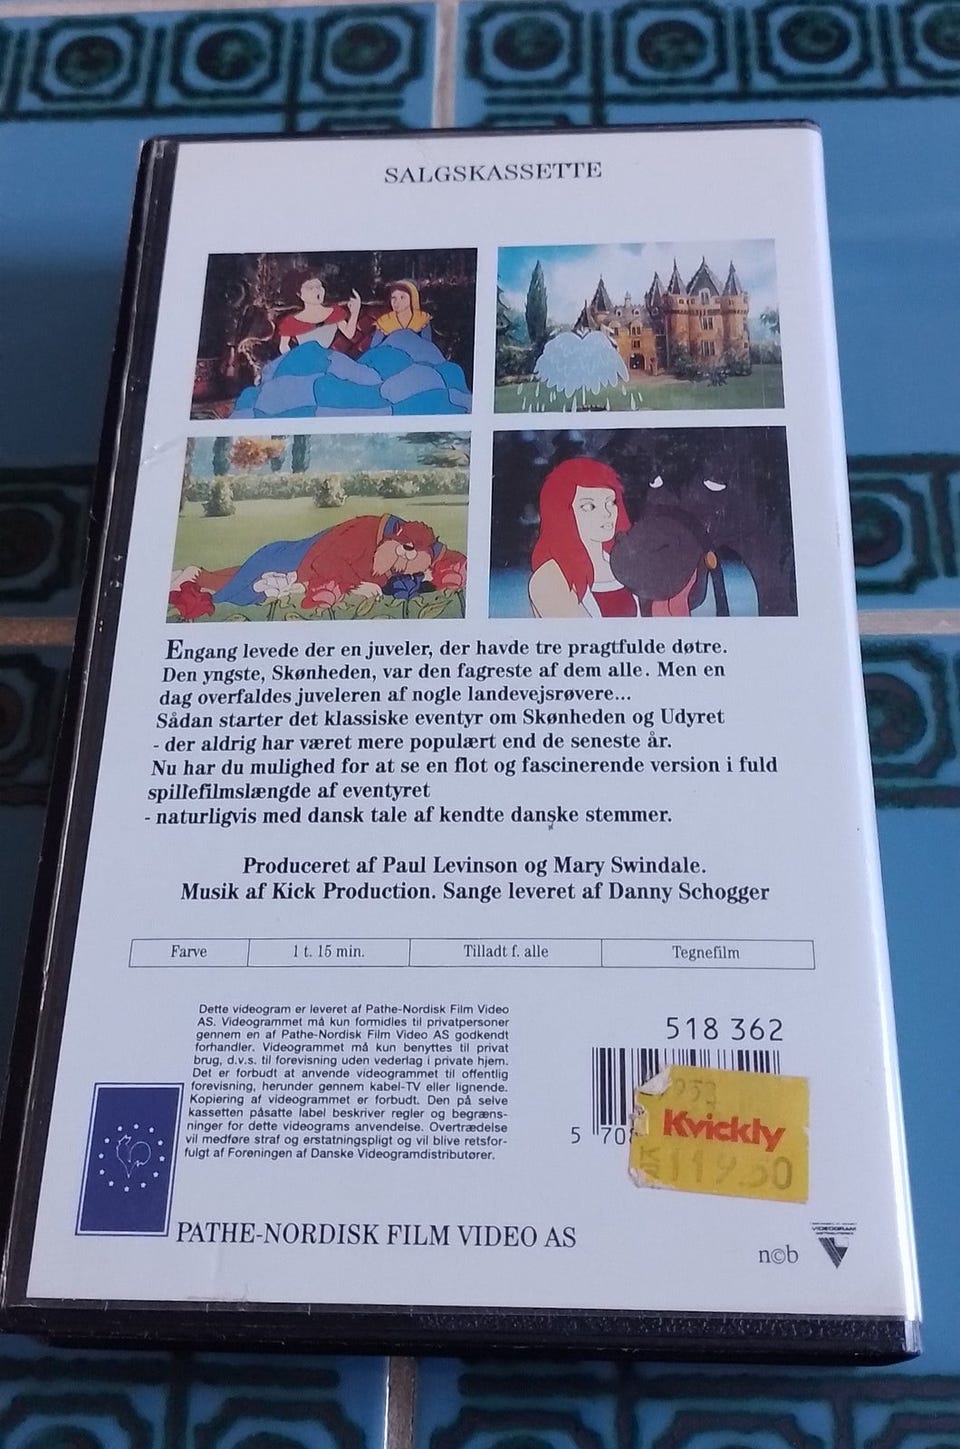 SALGSKASSETTE
Engang levede der en juveler, der havde tre pragtfulde døtre.
Den yngste, Skønheden, var den fagreste af dem alle. Men en
dag overfaldes juveleren af nogle landevejsrøvere...
Sådan starter det klassiske eventyr om Skønheden og Udyret
- der aldrig har været mere populært end de seneste år.
Nu har du mulighed for at se en flot og fascinerende version i fuld
spillefilmslængde af eventyret
- naturligvis med dansk tale af kendte danske stemmer.
Produceret af Paul Levinson og Mary Swindale.
Musik af Kick Production. Sange leveret af Danny Schogger
Farve 1 t. 15 min. Tilladt f. alle Tegnefilm
Dette videogram er leveret af Pathe-Nordisk Film Video
AS. Videogrammet må kun formidles til privatpersoner
gennem en af Pathe-Nordisk Film Video AS godkendt
forhandler. Videogrammet må kun benyttes til privat
brug, d.v.s. til forevisning uden vederlag i private hjem.
Det er forbudt at anvende videogrammet til offentlig
forevisning, herunder gennem kabel-TV eller lignende.
Kopiering af videogrammet er forbudt. Den på selve
kassetten påsatte label beskriver regler og begræns-
ninger for dette videograms anvendelse. Overtrædelse
vil medføre straf og erstatningspligt og vil blive retsfor-
fulgt af Foreningen af Danske Videogramdistributører.
518 362
5 708
Kvickly
119.50
PATHE-NORDISK FILM VIDEO AS
n©b
VIDEOGRAM